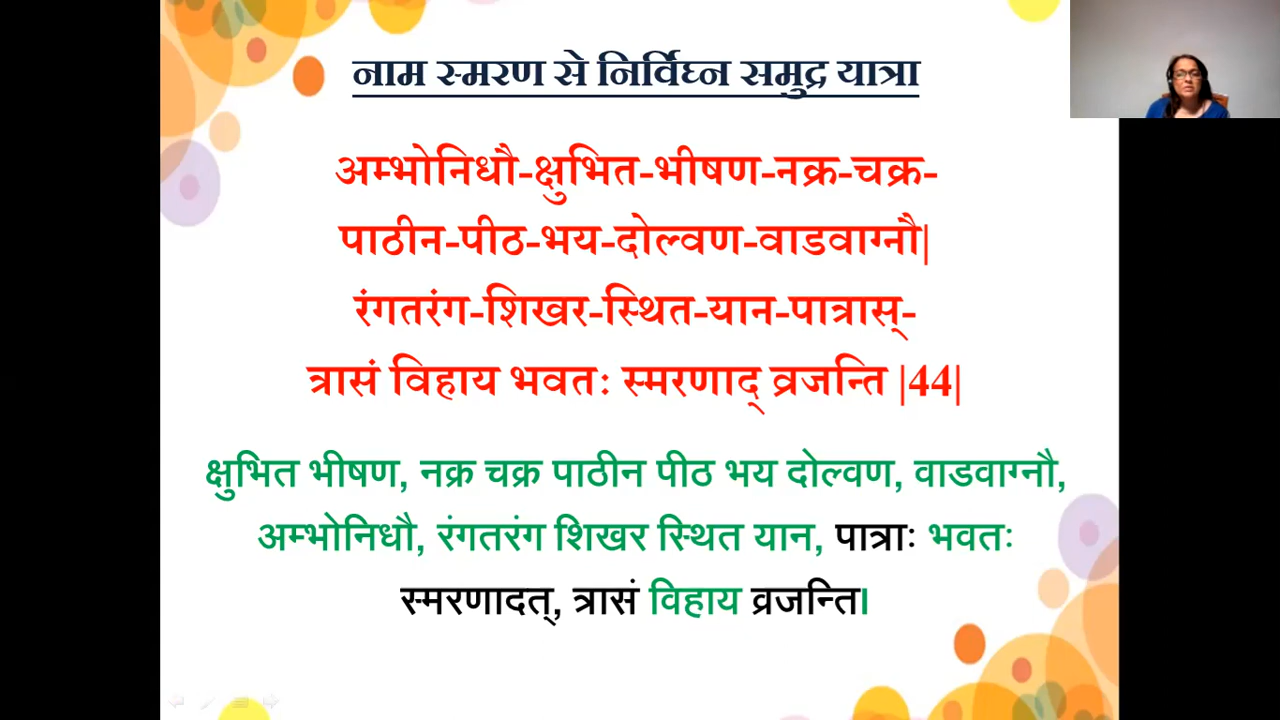 नाम स्मरण से निर्विघ्न समुद्र यात्रा
अम्भोनिधौ-क्षुभित-भीषण-नक्र-चक्र-
पाठीन-पीठ-भय-दोल्वण-वाडवाग्नौ|
रंगतरंग-शिखर-स्थित-यान-पात्रास्-
त्रासं विहाय भवतः स्मरणाद् व्रजन्ति |44|
क्षुभित भीषण, नक्र चक्र पाठीन पीठ भय दोल्वण, वाडवाग्नौ,
अम्भोनिधौ, रंगतरंग शिखर स्थित यान, पात्राः भवतः
स्मरणादत्, त्रासं विहाय व्रजन्ति।